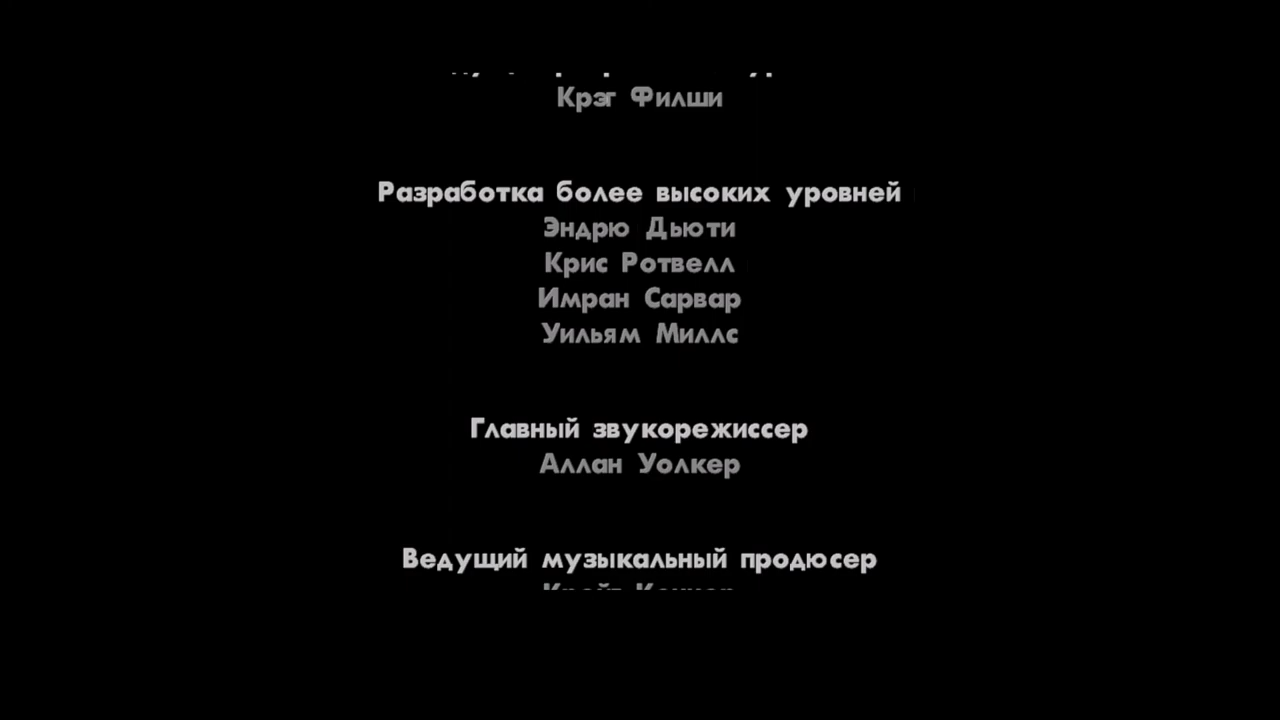 Крэг Филши
Разработка более высоких уровней
Эндрю Дьюти
Крис Ротвелл
Имран Сарвар
Уильям Миллс
Главный звукорежиссер
Аллан Уолкер
Ведущий музыкальный продюсер